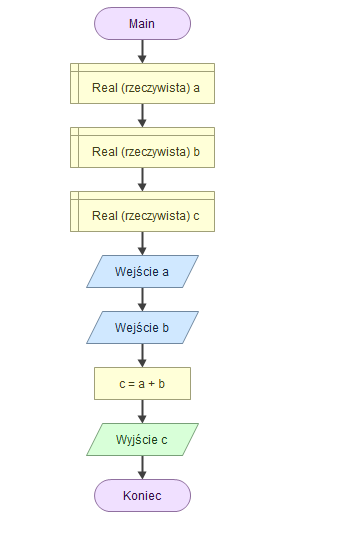 Main
Real (rzeczywista) a
Real (rzeczywista) b
Real (rzeczywista) c
Wejście a
Wejście b
c = a + b
Wyjście c
Koniec